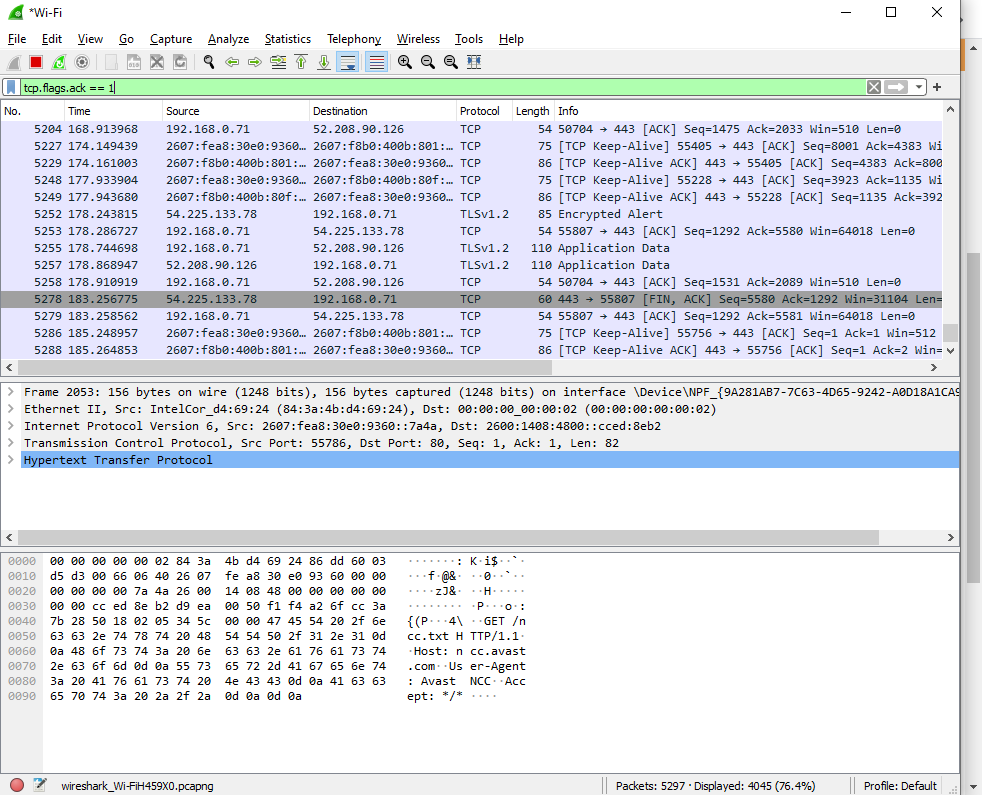 *Wi-Fi
File Edit View Go Capture Analyze Statistics Telephony Wireless Tools Help
tcp.flags.ack == 1
No. Time Source Destination Protocol Length Info
5204 168.913968 192.168.0.71 52.208.90.126 TCP 54 50704 → 443 [ACK] Seq=1475 Ack=2033 Win=510 Len=0
5227 174.149439 2607:fea8:30e0:9360… 2607:f8b0:400b:801:… TCP 75 [TCP Keep-Alive] 55405 → 443 [ACK] Seq=8001 Ack=4383 Wi
5229 174.161003 2607:f8b0:400b:801:… 2607:fea8:30e0:9360… TCP 86 [TCP Keep-Alive ACK] 443 → 55405 [ACK] Seq=4383 Ack=800
5248 177.933904 2607:fea8:30e0:9360… 2607:f8b0:400b:80f:… TCP 75 [TCP Keep-Alive] 55228 → 443 [ACK] Seq=3923 Ack=1135 Wi
5249 177.943680 2607:f8b0:400b:80f:… 2607:fea8:30e0:9360… TCP 86 [TCP Keep-Alive ACK] 443 → 55228 [ACK] Seq=1135 Ack=392
5252 178.243815 54.225.133.78 192.168.0.71 TLSv1.2 85 Encrypted Alert
5253 178.286727 192.168.0.71 54.225.133.78 TCP 54 55807 → 443 [ACK] Seq=1292 Ack=5580 Win=64018 Len=0
5255 178.744698 192.168.0.71 52.208.90.126 TLSv1.2 110 Application Data
5257 178.868947 52.208.90.126 192.168.0.71 TLSv1.2 110 Application Data
5258 178.910919 192.168.0.71 52.208.90.126 TCP 54 50704 → 443 [ACK] Seq=1531 Ack=2089 Win=510 Len=0
5278 183.256775 54.225.133.78 192.168.0.71 TCP 60 443 → 55807 [FIN, ACK] Seq=5580 Ack=1292 Win=31104 Len=
5279 183.258562 192.168.0.71 54.225.133.78 TCP 54 55807 → 443 [ACK] Seq=1292 Ack=5581 Win=64018 Len=0
5286 185.248957 2607:fea8:30e0:9360… 2607:f8b0:400b:801:… TCP 75 [TCP Keep-Alive] 55756 → 443 [ACK] Seq=1 Ack=1 Win=512
5288 185.264853 2607:f8b0:400b:801:… 2607:fea8:30e0:9360… TCP 86 [TCP Keep-Alive ACK] 443 → 55756 [ACK] Seq=1 Ack=2 Win=
Frame 2053: 156 bytes on wire (1248 bits), 156 bytes captured (1248 bits) on interface \Device\NPF_{9A281AB7-7C63-4D65-9242-A0D18A1CA9
Ethernet II, Src: IntelCor_d4:69:24 (84:3a:4b:d4:69:24), Dst: 00:00:00_00:00:02 (00:00:00:00:00:02)
Internet Protocol Version 6, Src: 2607:fea8:30e0:9360::7a4a, Dst: 2600:1408:4800::cced:8eb2
Transmission Control Protocol, Src Port: 55786, Dst Port: 80, Seq: 1, Ack: 1, Len: 82
Hypertext Transfer Protocol
0000 00 00 00 00 00 02 84 3a 4b d4 69 24 86 dd 60 03 ·······: K·i$··`·
0010 d5 d3 00 66 06 40 26 07 fe a8 30 e0 93 60 00 00 ···f·@&· ··0··`··
0020 00 00 00 00 7a 4a 26 00 14 08 48 00 00 00 00 00 ····zJ&· ··H·····
0030 00 00 cc ed 8e b2 d9 ea 00 50 f1 f4 a2 6f cc 3a ········ ·P···o·:
0040 7b 28 50 18 02 05 34 5c 00 00 47 45 54 20 2f 6e {(P···4\ ··GET /n
0050 63 63 2e 74 78 74 20 48 54 54 50 2f 31 2e 31 0d cc.txt H TTP/1.1·
0060 0a 48 6f 73 74 3a 20 6e 63 63 2e 61 76 61 73 74 ·Host: n cc.avast
0070 2e 63 6f 6d 0d 0a 55 73 65 72 2d 41 67 65 6e 74 .com··Us er-Agent
0080 3a 20 41 76 61 73 74 20 4e 43 43 0d 0a 41 63 63 : Avast NCC··Acc
0090 65 70 74 3a 20 2a 2f 2a 0d 0a 0d 0a ept: */* ····
wireshark_Wi-FiH459X0.pcapng Packets: 5297 · Displayed: 4045 (76.4%) Profile: Default